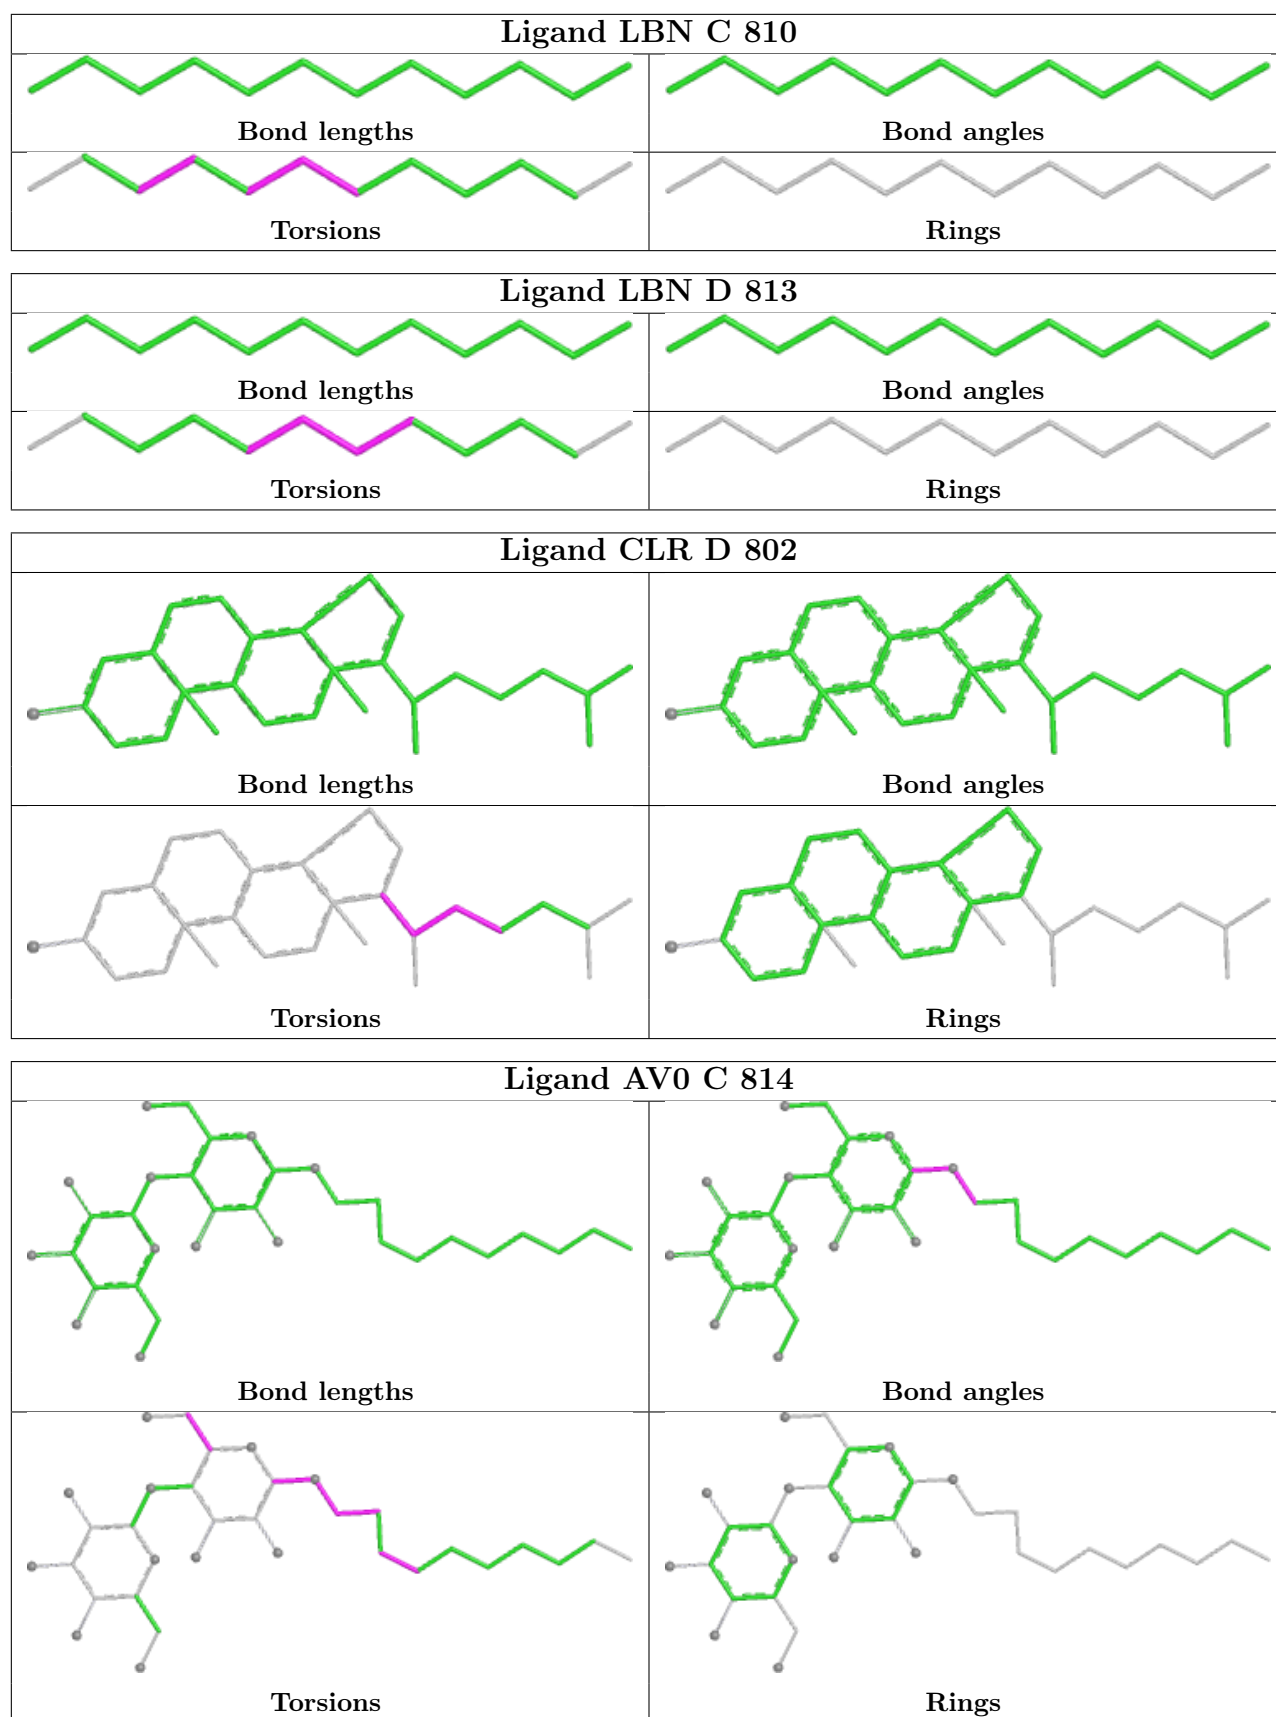 Ligand LBN C 810
Bond lengths
Bond angles
Torsions
Rings
Ligand LBN D 813
Bond lengths
Bond angles
Torsions
Rings
Ligand CLR D 802
Bond lengths
Bond angles
Torsions
Rings
Ligand AV0 C 814
Bond lengths
Bond angles
Torsions
Rings